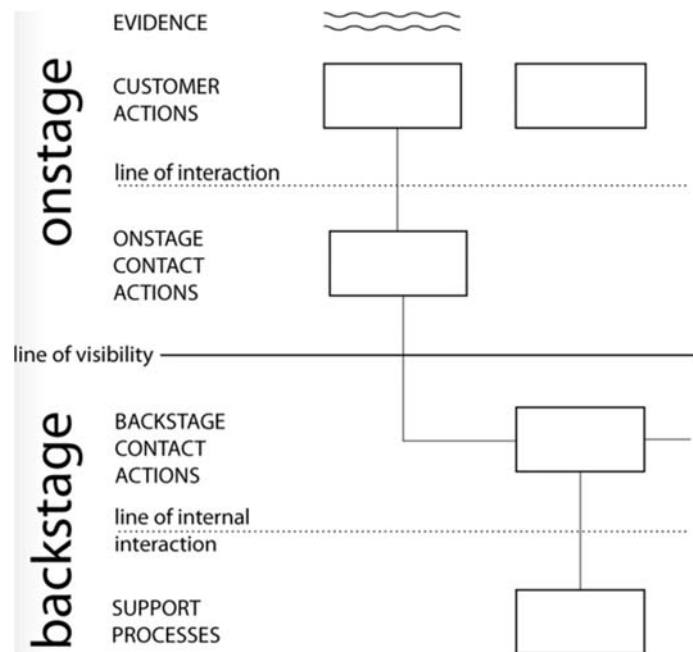 onstage
EVIDENCE
CUSTOMER
ACTIONS
line of interaction
ONSTAGE
CONTACT
ACTIONS
line of visibility
backstage
BACKSTAGE
CONTACT
ACTIONS
line of internal
interaction
SUPPORT
PROCESSES